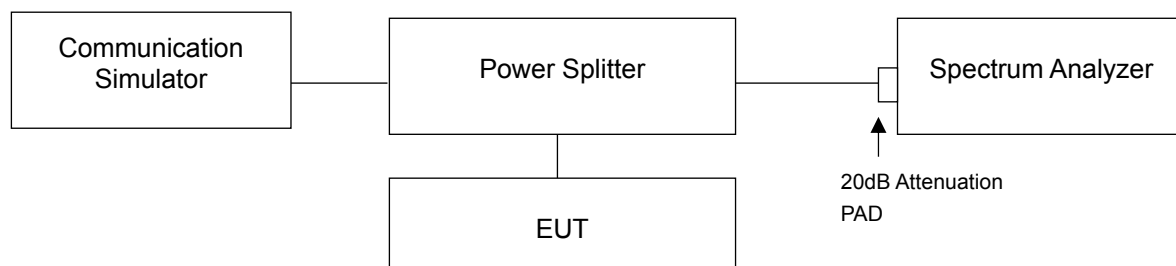 Communication
Simulator
Power Splitter
Spectrum Analyzer
20dB Attenuation
PAD
EUT